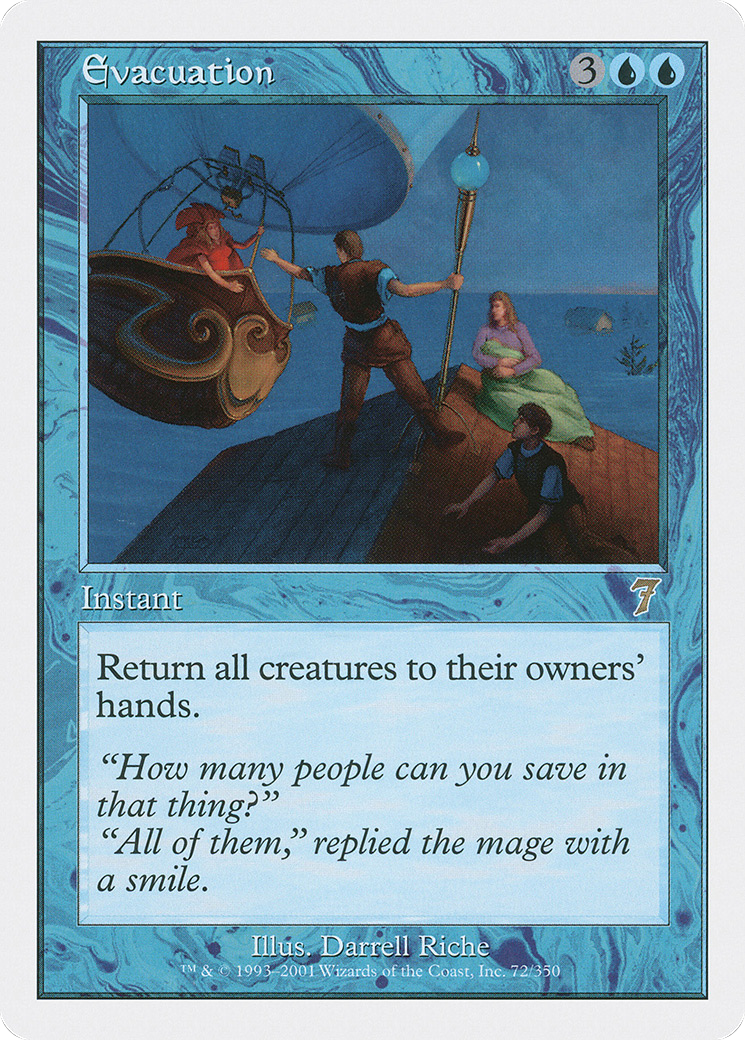 Evacuation
3
Instant
7
Return all creatures to their owners’
hands.
“How many people can you save in
that thing?”
“All of them,” replied the mage with
a smile.
Illus. Darrell Riche
™ & © 1993–2001 Wizards of the Coast, Inc. 72/350